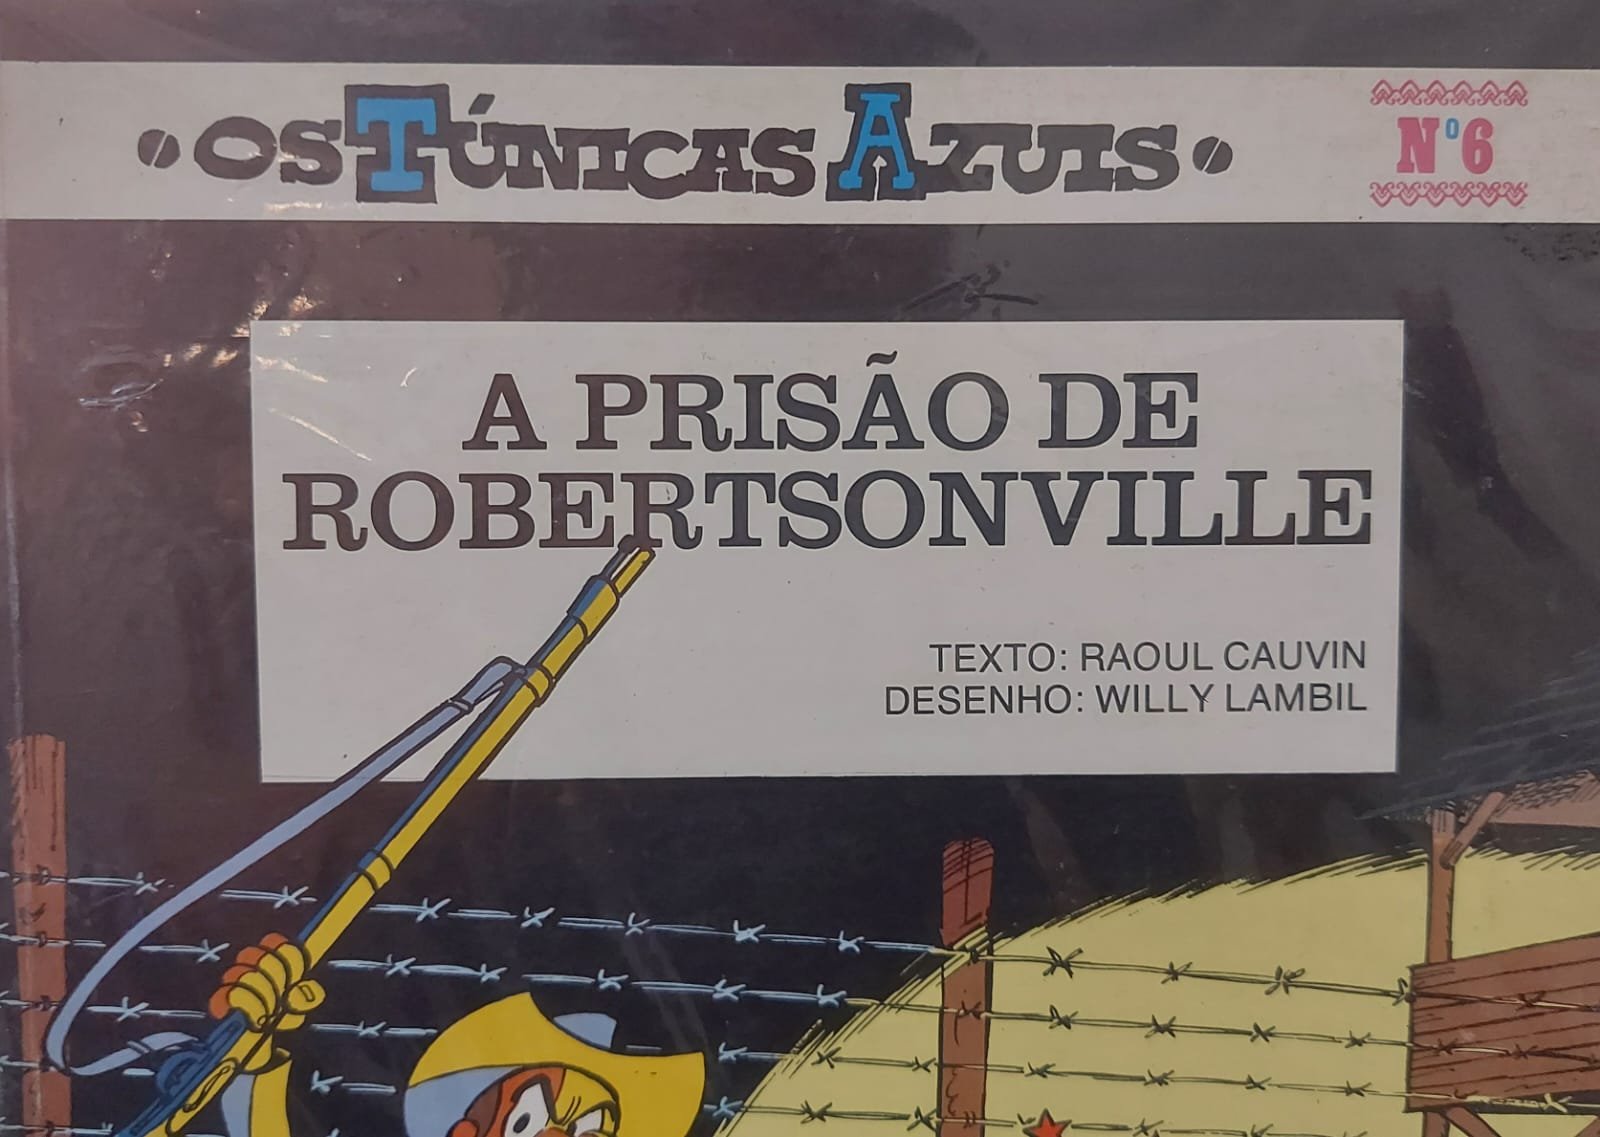 OS TÚNICAS AZUIS
Nº6
A PRISÃO DE
ROBERTSONVILLE
TEXTO: RAOUL CAUVIN
DESENHO: WILLY LAMBIL